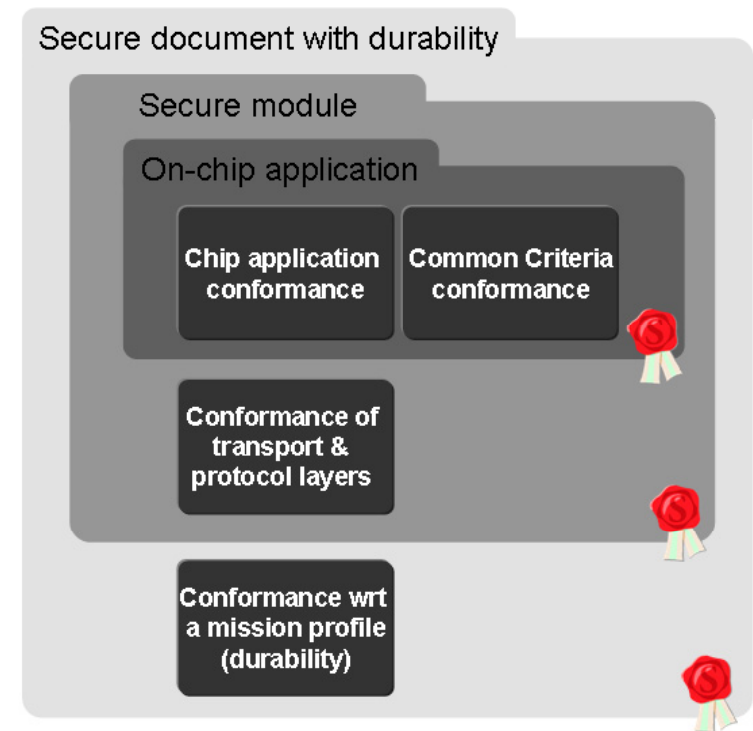 Secure document with durability
Secure module
On-chip application
Chip application
conformance
Common Criteria
conformance
S
Conformance of
transport &
protocol layers
S
Conformance wrt
a mission profile
(durability)
S